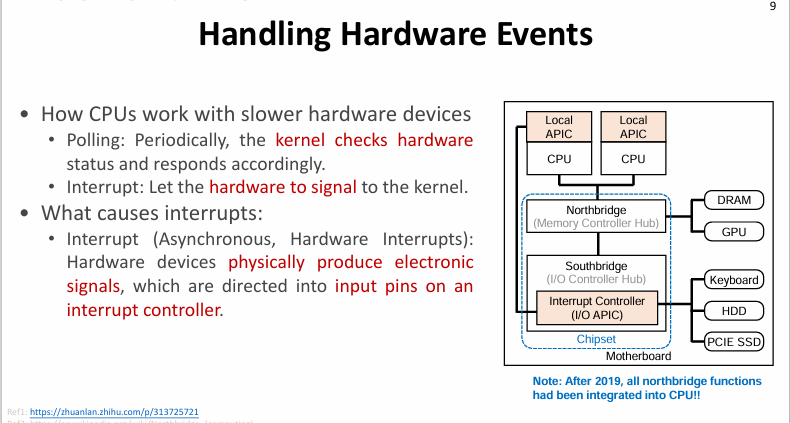 9
Handling Hardware Events
• How CPUs work with slower hardware devices
• Polling: Periodically, the kernel checks hardware
status and responds accordingly.
• Interrupt: Let the hardware to signal to the kernel.
• What causes interrupts:
• Interrupt (Asynchronous, Hardware Interrupts):
Hardware devices physically produce electronic
signals, which are directed into input pins on an
interrupt controller.
Local
APIC
CPU
Local
APIC
CPU
Northbridge
(Memory Controller Hub)
DRAM
GPU
Southbridge
(I/O Controller Hub)
Interrupt Controller
(I/O APIC)
Keyboard
HDD
PCIE SSD
Chipset
Motherboard
Note: After 2019, all northbridge functions
had been integrated into CPU!!
Ref1: https://zhuanlan.zhihu.com/p/313725721